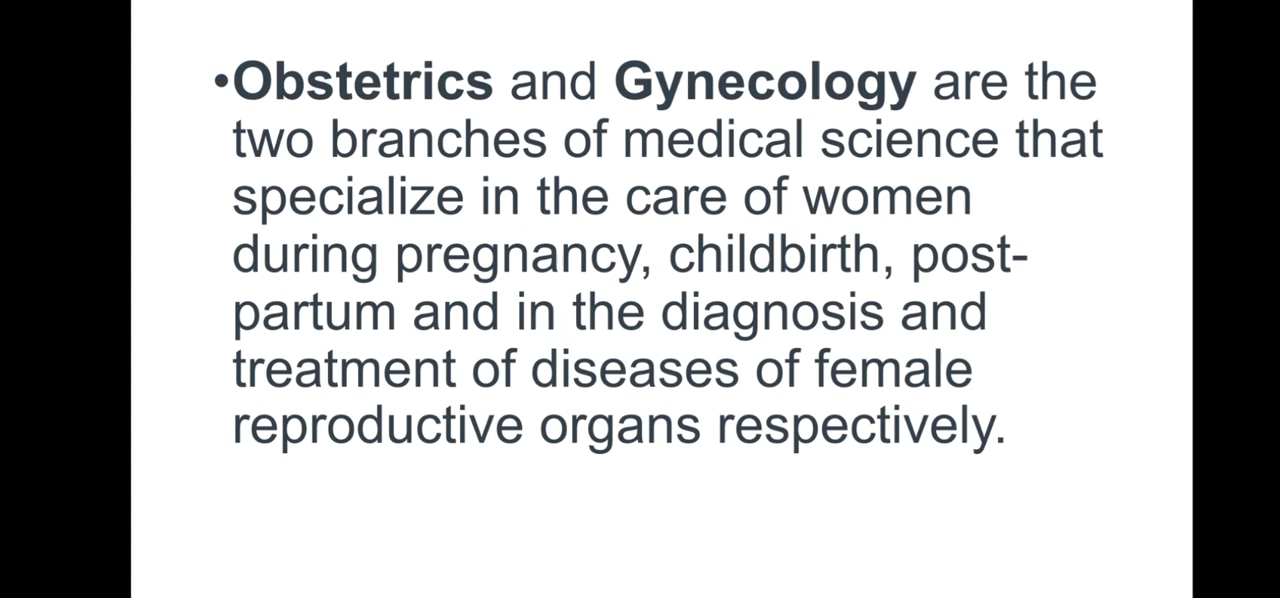 •Obstetrics and Gynecology are the
two branches of medical science that
specialize in the care of women
during pregnancy, childbirth, post-
partum and in the diagnosis and
treatment of diseases of female
reproductive organs respectively.